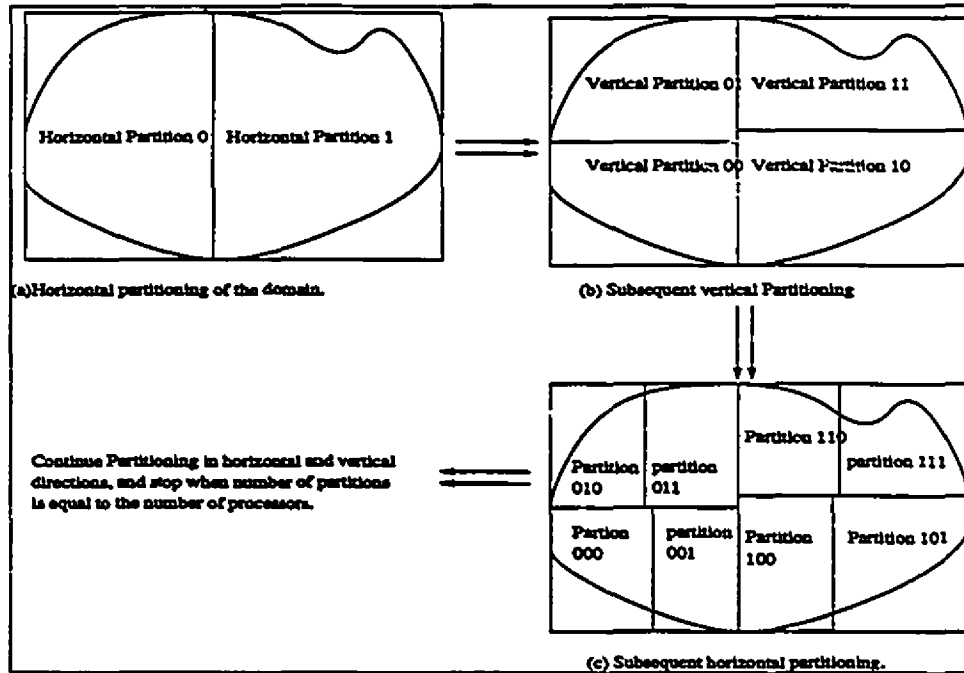 Horizontal Partition 0
Horizontal Partition 1
(a)Horizontal partitioning of the domain.
Vertical Partition 01
Vertical Partition 11
Vertical Partition 00
Vertical Partition 10
(b) Subsequent vertical Partitioning
Partition
010
partition
011
Partition 110
partition 111
Partion
000
partition
001
Partition
100
Partition 101
(c) Subsequent horizontal partitioning.
Continue Partitioning in horizontal and vertical
directions, and stop when number of partitions
is equal to the number of processors.